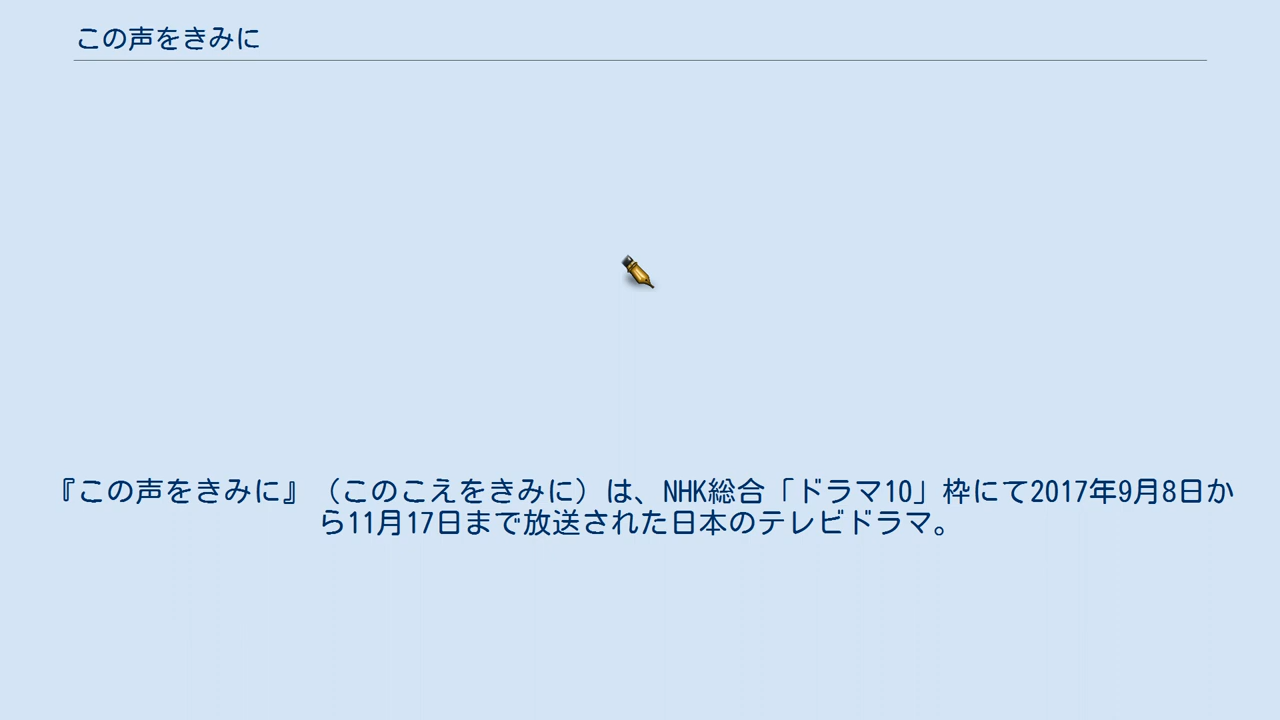 この声をきみに
『この声をきみに』（このこえをきみに）は、NHK総合「ドラマ10」枠にて2017年9月8日か
ら11月17日まで放送された日本のテレビドラマ。